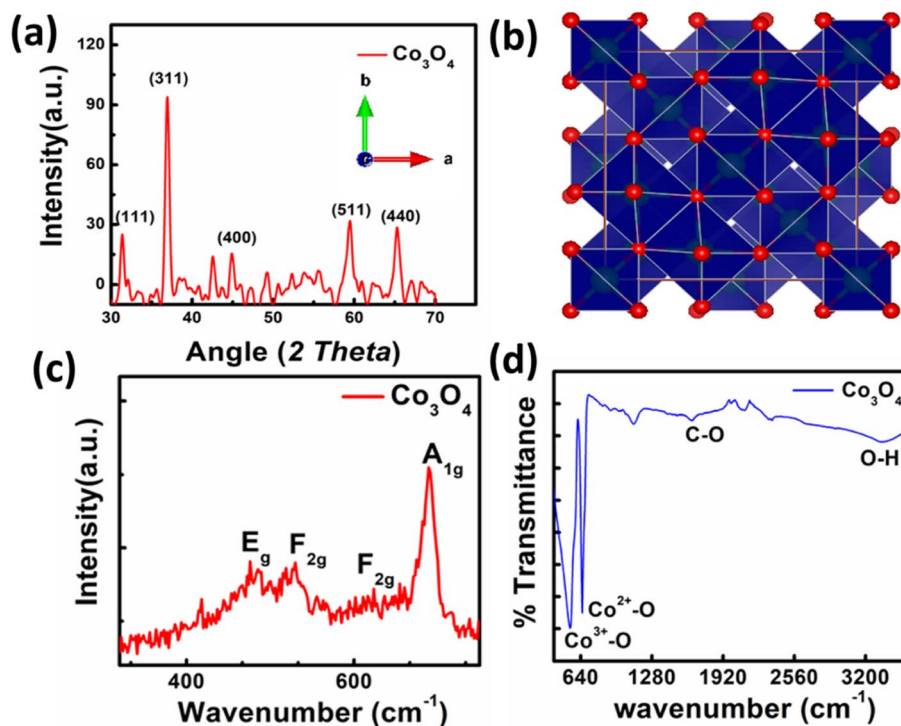 (a)
Intensity(a.u.)
120
90
60
30
0
30 40 50 60 70
Angle (2 Theta)
Co3O4
(111)
(311)
(400)
(511)
(440)
b
a
c
(b)
(c)
Intensity(a.u.)
Co3O4
Eg
F2g
F2g
A1g
400 600
Wavenumber (cm-1)
(d)
% Transmittance
Co3O4
C-O
O-H
Co2+-O
Co3+-O
640 1280 1920 2560 3200
wavenumber (cm-1)